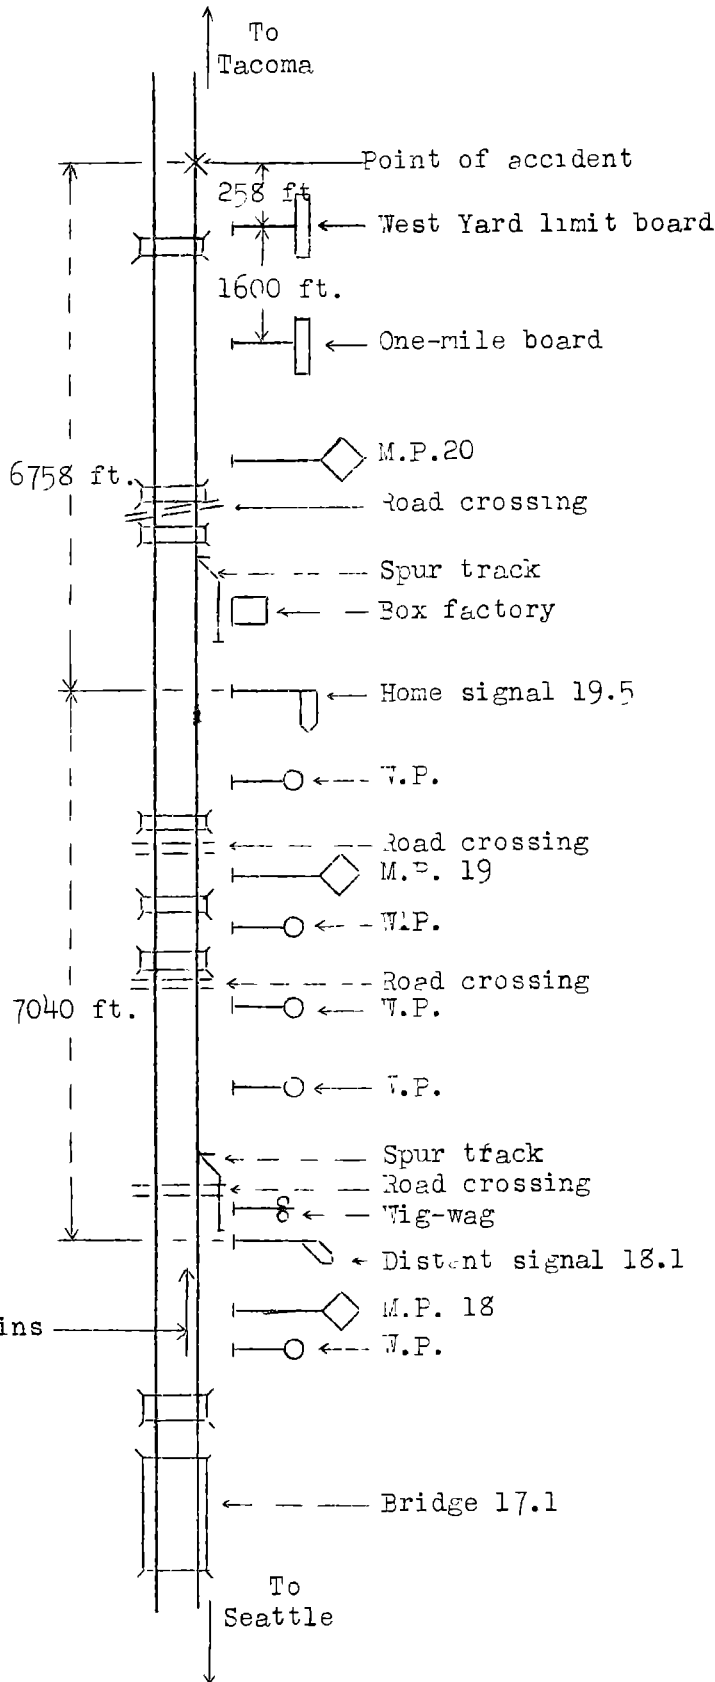 To
Tacoma
Point of accident
258 ft
West Yard limit board
1600 ft.
One-mile board
M.P.20
6758 ft.
Road crossing
Spur track
Box factory
Home signal 19.5
W.P.
Road crossing
M.P. 19
W.P.
Road crossing
7040 ft.
W.P.
W.P.
Spur track
Road crossing
Wig-wag
Distant signal 18.1
M.P. 18
ins
W.P.
Bridge 17.1
To
Seattle